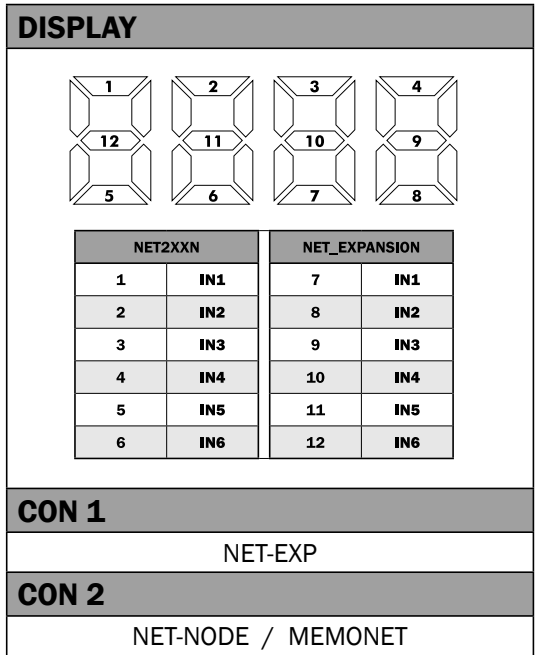 DISPLAY
1 2 3 4
12 11 10 9
5 6 7 8
NET2XXN NET_EXPANSION
1 IN1 7 IN1
2 IN2 8 IN2
3 IN3 9 IN3
4 IN4 10 IN4
5 IN5 11 IN5
6 IN6 12 IN6
CON 1
NET-EXP
CON 2
NET-NODE / MEMONET